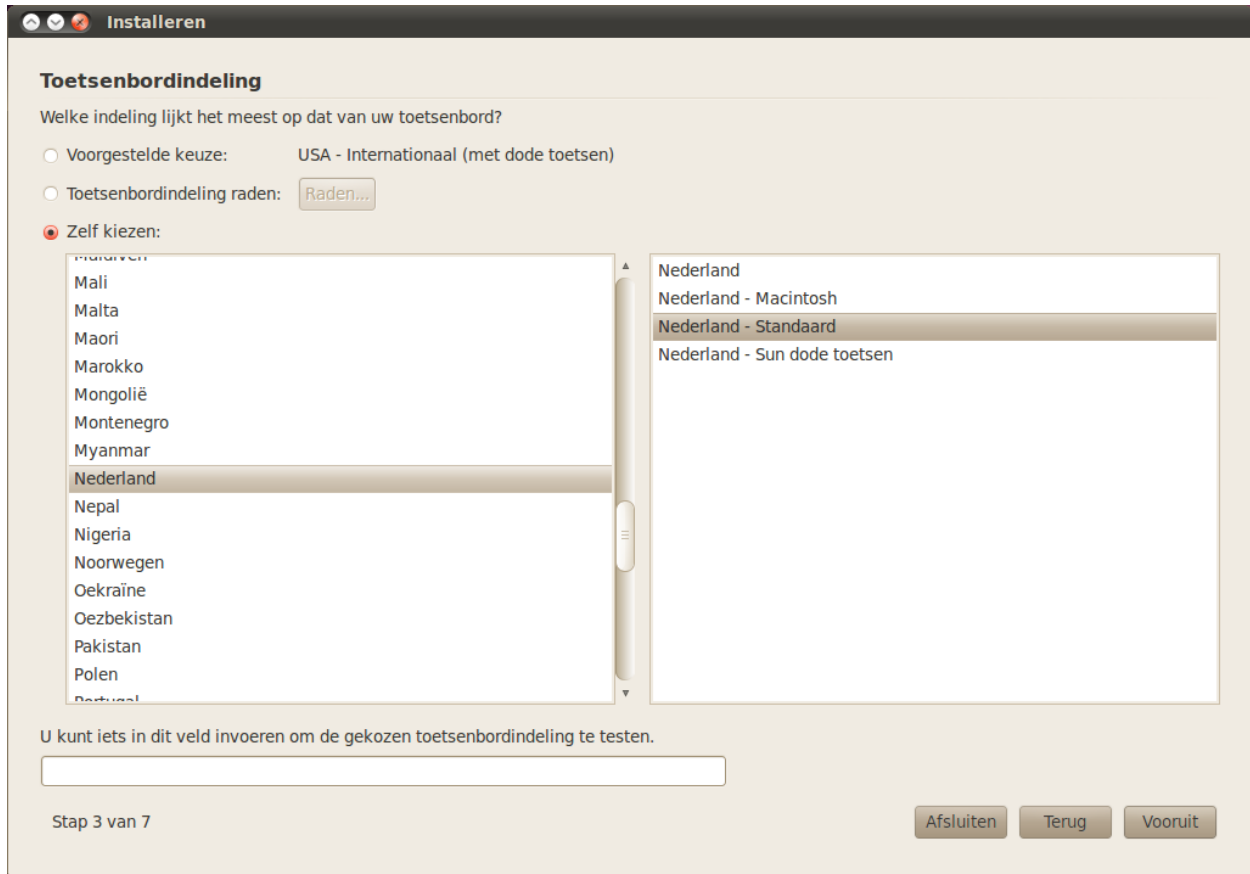 Installeren
Toetsenbordindeling
Welke indeling lijkt het meest op dat van uw toetsenbord?
Voorgestelde keuze: USA - Internationaal (met dode toetsen)
Toetsenbordindeling raden: Raden...
Zelf kiezen:
Maldiven
Mali
Malta
Maori
Marokko
Mongolië
Montenegro
Myanmar
Nederland
Nepal
Nigeria
Noorwegen
Oekraïne
Oezbekistan
Pakistan
Polen
Portugal
Nederland
Nederland - Macintosh
Nederland - Standaard
Nederland - Sun dode toetsen
U kunt iets in dit veld invoeren om de gekozen toetsenbordindeling te testen.
Stap 3 van 7
Afsluiten Terug Vooruit